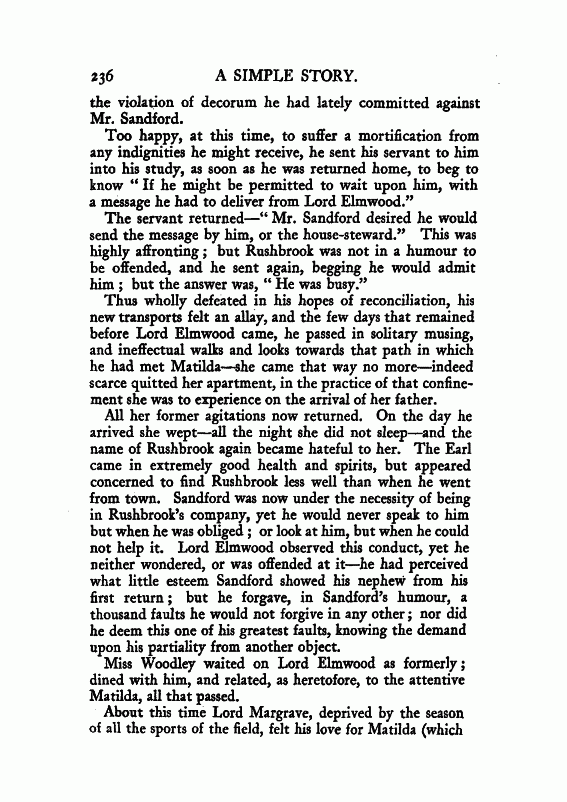 236 A SIMPLE STORY.
the violation of decorum he had lately committed against
Mr. Sandford.
Too happy, at this time, to suffer a mortification from
any indignities he might receive, he sent his servant to him
into his study, as soon as he was returned home, to beg to
know “ If he might be permitted to wait upon him, with
a message he had to deliver from Lord Elmwood.”
The servant returned—“ Mr. Sandford desired he would
send the message by him, or the house-steward.” This was
highly affronting ; but Rushbrook was not in a humour to
be offended, and he sent again, begging he would admit
him ; but the answer was, “ He was busy.”
Thus wholly defeated in his hopes of reconciliation, his
new transports felt an allay, and the few days that remained
before Lord Elmwood came, he passed in solitary musing,
and ineffectual walks and looks towards that path in which
he had met Matilda—she came that way no more—indeed
scarce quitted her apartment, in the practice of that confine-
ment she was to experience on the arrival of her father.
All her former agitations now returned. On the day he
arrived she wept—all the night she did not sleep—and the
name of Rushbrook again became hateful to her. The Earl
came in extremely good health and spirits, but appeared
concerned to find Rushbrook less well than when he went
from town. Sandford was now under the necessity of being
in Rushbrook’s company, yet he would never speak to him
but when he was obliged ; or look at him, but when he could
not help it. Lord Elmwood observed this conduct, yet he
neither wondered, or was offended at it—he had perceived
what little esteem Sandford showed his nephew from his
first return ; but he forgave, in Sandford’s humour, a
thousand faults he would not forgive in any other ; nor did
he deem this one of his greatest faults, knowing the demand
upon his partiality from another object.
Miss Woodley waited on Lord Elmwood as formerly ;
dined with him, and related, as heretofore, to the attentive
Matilda, all that passed.
About this time Lord Margrave, deprived by the season
of all the sports of the field, felt his love for Matilda (which